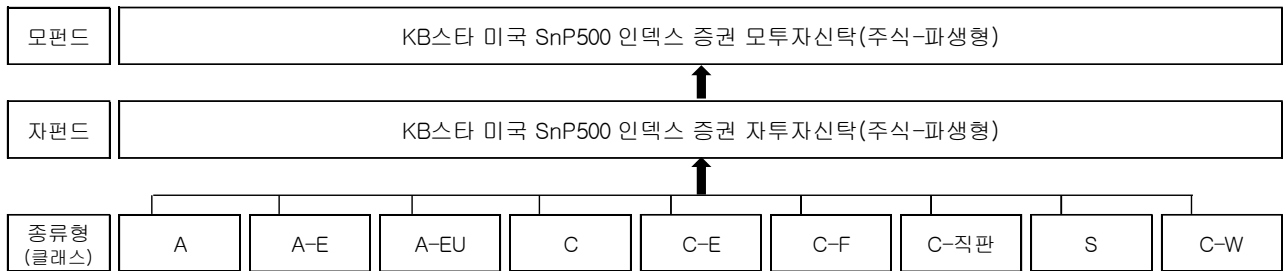 모펀드
KB스타 미국 SnP500 인덱스 증권 모투자신탁(주식-파생형)
자펀드
KB스타 미국 SnP500 인덱스 증권 자투자신탁(주식-파생형)
종류형
(클래스)
A
A-E
A-EU
C
C-E
C-F
C-직판
S
C-W